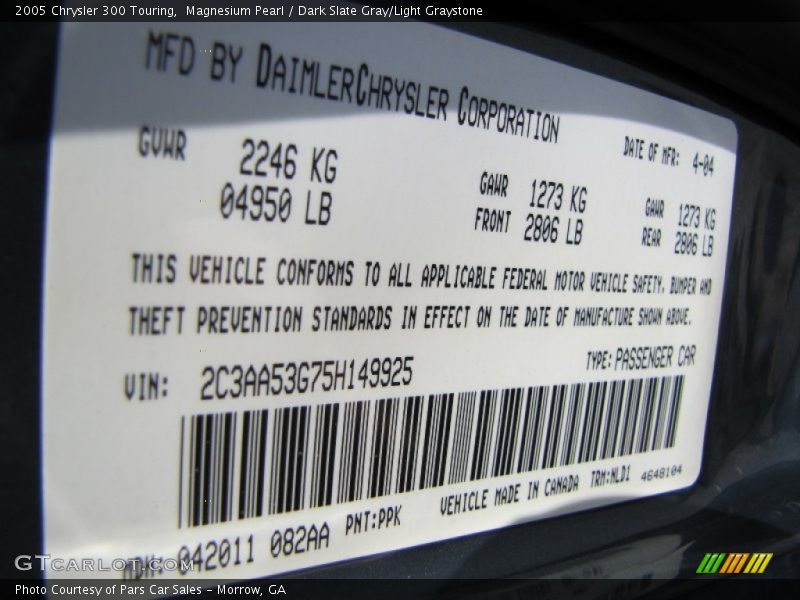 2005 Chrysler 300 Touring,  Magnesium Pearl / Dark Slate Gray/Light Graystone
MFD BY DAIMLERCHRYSLER CORPORATION
GVWR 2246 KG
04950 LB
DATE OF MFR: 4-04
GAWR 1273 KG
FRONT 2806 LB
GAWR 1273 KG
REAR 2806 LB
THIS VEHICLE CONFORMS TO ALL APPLICABLE FEDERAL MOTOR VEHICLE SAFETY, BUMPER AND
THEFT PREVENTION STANDARDS IN EFFECT ON THE DATE OF MANUFACTURE SHOWN ABOVE.
VIN: 2C3AA53G75H149925
TYPE: PASSENGER CAR
MDH: 042011 082AA PNT:PPK VEHICLE MADE IN CANADA TRM:NLD1 4648104
GTCARLOT.COM
Photo Courtesy of Pars Car Sales - Morrow, GA